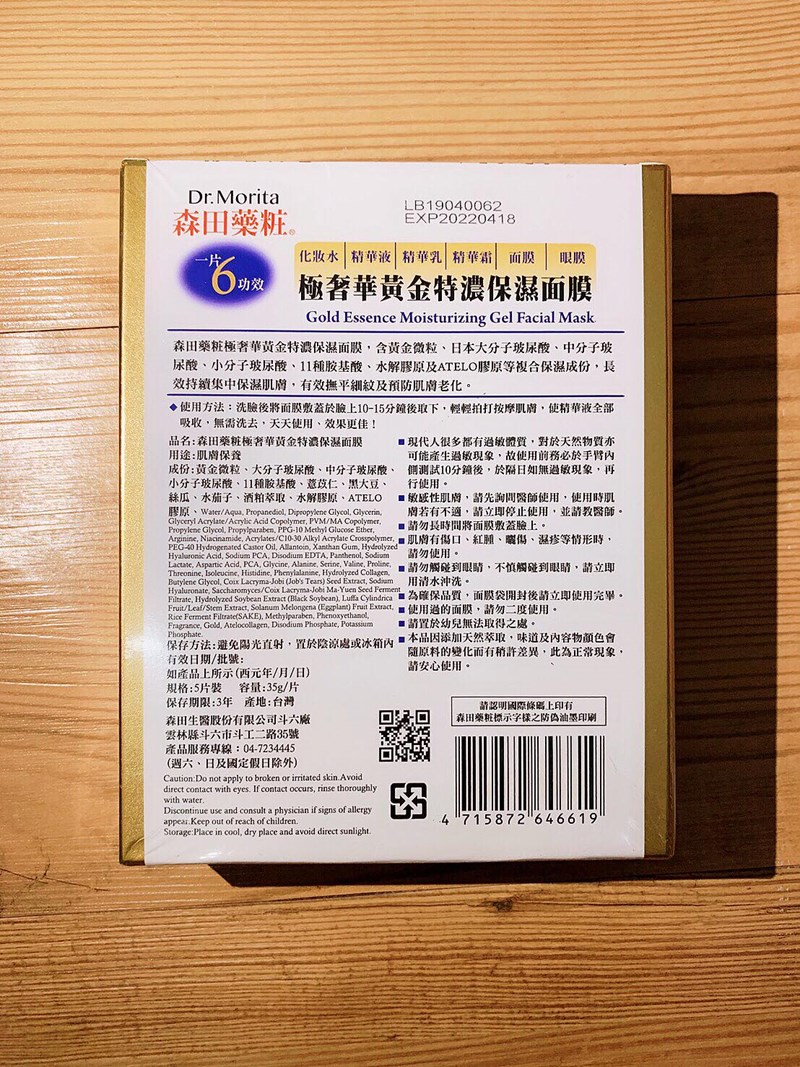 Dr.Morita
森田藥粧®
LB19040062
EXP20220418
一片6功效
化妝水 精華液 精華乳 精華霜 面膜 眼膜
極奢華黃金特濃保濕面膜
Gold Essence Moisturizing Gel Facial Mask
森田藥粧極奢華黃金特濃保濕面膜，含黃金微粒、日本大分子玻尿酸、中分子玻
尿酸、小分子玻尿酸、11種胺基酸、水解膠原及ATELO膠原等複合保濕成份，長
效持續集中保濕肌膚，有效撫平細紋及預防肌膚老化。
◆使用方法：洗臉後將面膜敷蓋於臉上10-15分鐘後取下，輕輕拍打按摩肌膚，使精華液全部
吸收，無需洗去，天天使用、效果更佳！
品名:森田藥粧極奢華黃金特濃保濕面膜
用途:肌膚保養
成份:黃金微粒、大分子玻尿酸、中分子玻尿酸、
小分子玻尿酸、11種胺基酸、薏苡仁、黑大豆、
絲瓜、水茄子、酒粕萃取、水解膠原、ATELO
膠原、Water/Aqua, Propanediol, Dipropylene Glycol, Glycerin,
Glyceryl Acrylate/Acrylic Acid Copolymer, PVM/MA Copolymer,
Propylene Glycol, Propylparaben, PPG-10 Methyl Glucose Ether,
Arginine, Niacinamide, Acrylates/C10-30 Alkyl Acrylate Crosspolymer,
PEG-40 Hydrogenated Castor Oil, Allantoin, Xanthan Gum, Hydrolyzed
Hyaluronic Acid, Sodium PCA, Disodium EDTA, Panthenol, Sodium
Lactate, Aspartic Acid, PCA, Glycine, Alanine, Serine, Valine, Proline,
Threonine, Isoleucine, Histidine, Phenylalanine, Hydrolyzed Collagen,
Butylene Glycol, Coix Lacryma-Jobi (Job's Tears) Seed Extract, Sodium
Hyaluronate, Saccharomyces/Coix Lacryma-Jobi Ma-Yuen Seed Ferment
Filtrate, Hydrolyzed Soybean Extract (Black Soybean), Luffa Cylindrica
Fruit/Leaf/Stem Extract, Solanum Melongena (Eggplant) Fruit Extract,
Rice Ferment Filtrate(SAKE), Methylparaben, Phenoxyethanol,
Fragrance, Gold, Atelocollagen, Disodium Phosphate, Potassium
Phosphate.
保存方法:避免陽光直射，置於陰涼處或冰箱內
有效日期/批號:
如產品上所示(西元年/月/日)
規格:5片裝 容量:35g/片
保存期限:3年 產地:台灣
森田生醫股份有限公司斗六廠
雲林縣斗六市斗工二路35號
產品服務專線：04-7234445
(週六、日及國定假日除外)
Caution:Do not apply to broken or irritated skin.Avoid
direct contact with eyes. If contact occurs, rinse thoroughly
with water.
Discontinue use and consult a physician if signs of allergy
appear.Keep out of reach of children.
Storage:Place in cool, dry place and avoid direct sunlight.
■現代人很多都有過敏體質，對於天然物質亦
可能產生過敏現象，故使用前務必於手臂內
側測試10分鐘後，於隔日如無過敏現象，再
行使用。
■敏感性肌膚，請先詢問醫師使用，使用時肌
膚若有不適，請立即停止使用，並請教醫師。
■請勿長時間將面膜敷蓋臉上。
■肌膚有傷口、紅腫、曬傷、濕疹等情形時，
請勿使用。
■請勿觸碰到眼睛，不慎觸碰到眼睛，請立即
用清水沖洗。
■為確保品質，面膜袋開封後請立即使用完畢。
■使用過的面膜，請勿二度使用。
■請置於幼兒無法取得之處。
■本品因添加天然萃取，味道及內容物顏色會
隨原料的變化而有稍許差異，此為正常現象，
請安心使用。
請認明國際條碼上印有
森田藥粧標示字樣之防偽油墨印刷
4 715872 646619